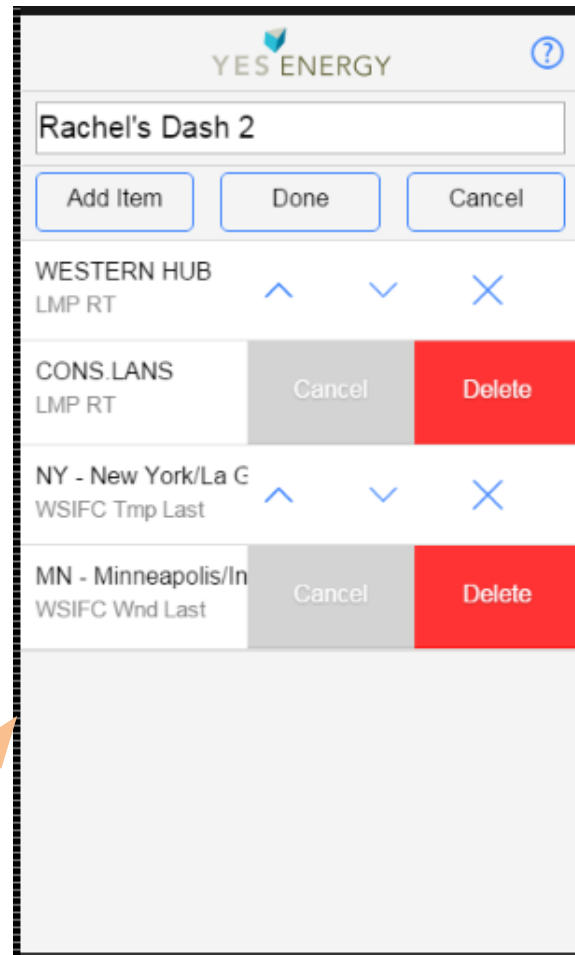 YES ENERGY
?
Rachel's Dash 2
Add Item Done Cancel
WESTERN HUB
LMP RT
CONS.LANS
LMP RT
Cancel Delete
NY - New York/La G
WSIFC Tmp Last
MN - Minneapolis/In
WSIFC Wnd Last
Cancel Delete